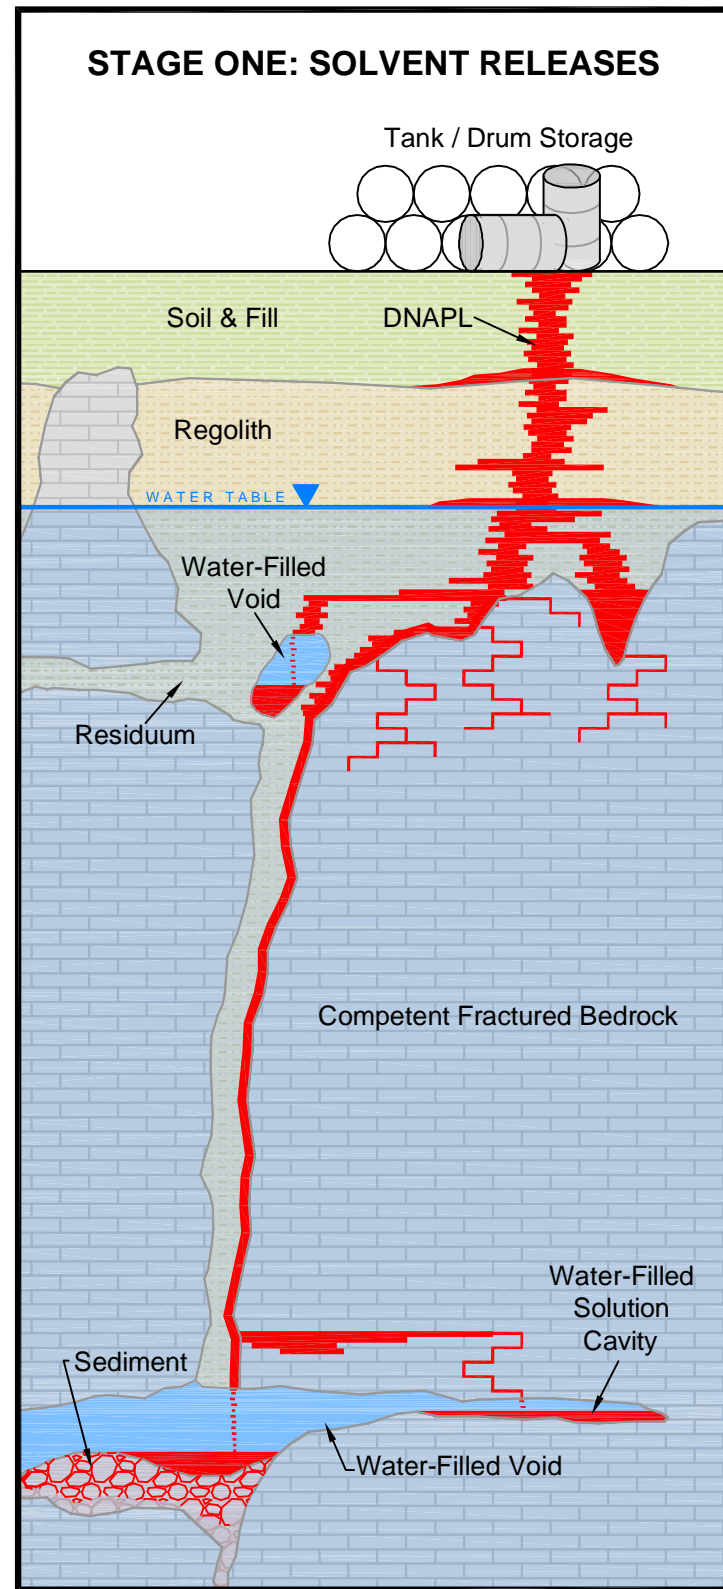 STAGE ONE: SOLVENT RELEASES
Tank / Drum Storage
Soil & Fill
DNAPL
Regolith
WATER TABLE
Water-Filled
Void
Residuum
Competent Fractured Bedrock
Water-Filled
Solution
Cavity
Sediment
Water-Filled Void